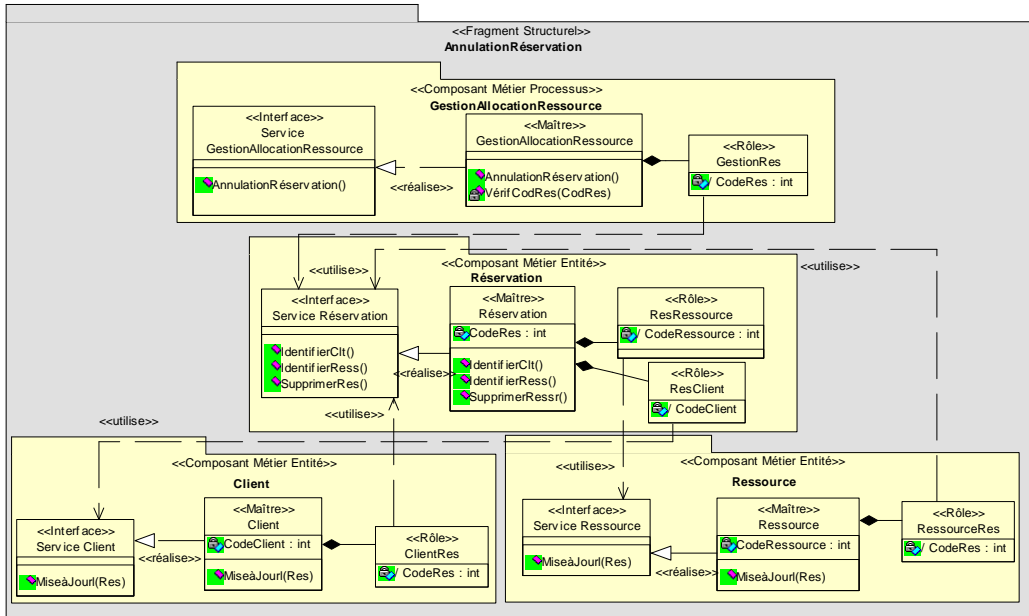 <<Fragment Structurel>>
AnnulationRéservation
<<Composant Métier Processus>>
GestionAllocationRessource
<<Interface>>
Service
GestionAllocationRessource
AnnulationRéservation()
<<réalise>>
<<Maître>>
GestionAllocationRessource
AnnulationRéservation()
VérifCodRes(CodRes)
<<Rôle>>
GestionRes
/ CodeRes : int
<<utilise>>
<<utilise>>
<<Composant Métier Entité>>
Réservation
<<Interface>>
Service Réservation
IdentifierClt()
IdentifierRess()
SupprimerRes()
<<réalise>>
<<Maître>>
Réservation
CodeRes : int
IdentifierClt()
IdentifierRess()
SupprimerRessr()
<<Rôle>>
ResRessource
/ CodeRessource : int
<<Rôle>>
ResClient
/ CodeClient
<<utilise>>
<<utilise>>
<<utilise>>
<<Composant Métier Entité>>
Client
<<Interface>>
Service Client
MiseàJourl(Res)
<<réalise>>
<<Maître>>
Client
CodeClient : int
MiseàJourl(Res)
<<Rôle>>
ClientRes
/ CodeRes : int
<<Composant Métier Entité>>
Ressource
<<Interface>>
Service Ressource
MiseàJourl(Res)
<<réalise>>
<<Maître>>
Ressource
CodeRessource : int
MiseàJourl(Res)
<<Rôle>>
RessourceRes
/ CodeRes : int